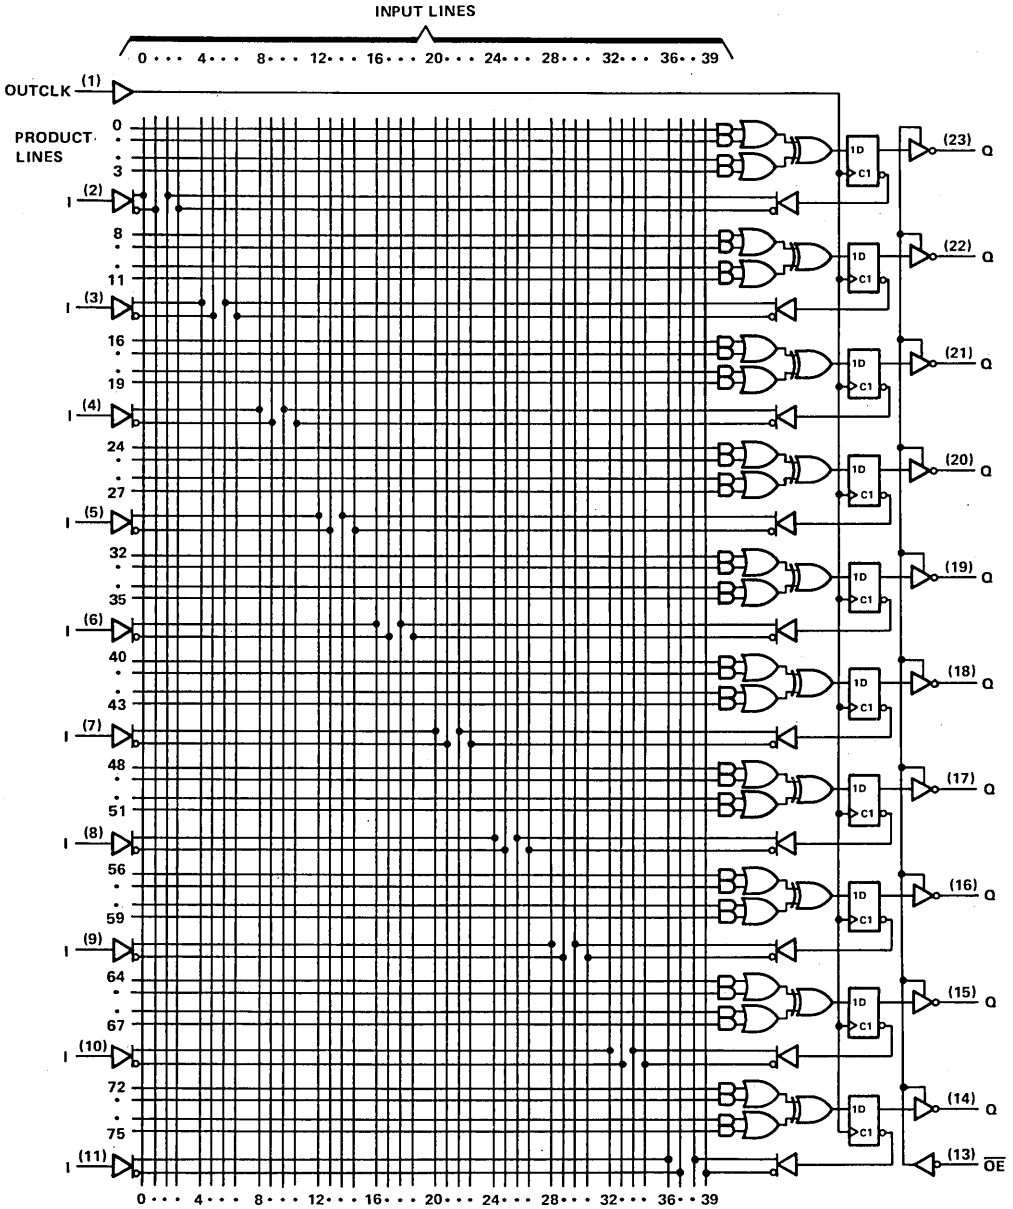 INPUT LINES
0 • • • 4 • • • 8 • • • 12 • • • 16 • • • 20 • • • 24 • • • 28 • • • 32 • • • 36 • • 39
OUTCLK (1)
PRODUCT LINES
0
•
•
3
1D
C1
(23) Q
I (2)
8
•
•
11
1D
C1
(22) Q
I (3)
16
•
•
19
1D
C1
(21) Q
I (4)
24
•
•
27
1D
C1
(20) Q
I (5)
32
•
•
35
1D
C1
(19) Q
I (6)
40
•
•
43
1D
C1
(18) Q
I (7)
48
•
•
51
1D
C1
(17) Q
I (8)
56
•
•
59
1D
C1
(16) Q
I (9)
64
•
•
67
1D
C1
(15) Q
I (10)
72
•
•
75
1D
C1
(14) Q
I (11)
(13) O̅E̅
0 • • • 4 • • • 8 • • • 12 • • • 16 • • • 20 • • • 24 • • • 28 • • • 32 • • • 36 • • 39